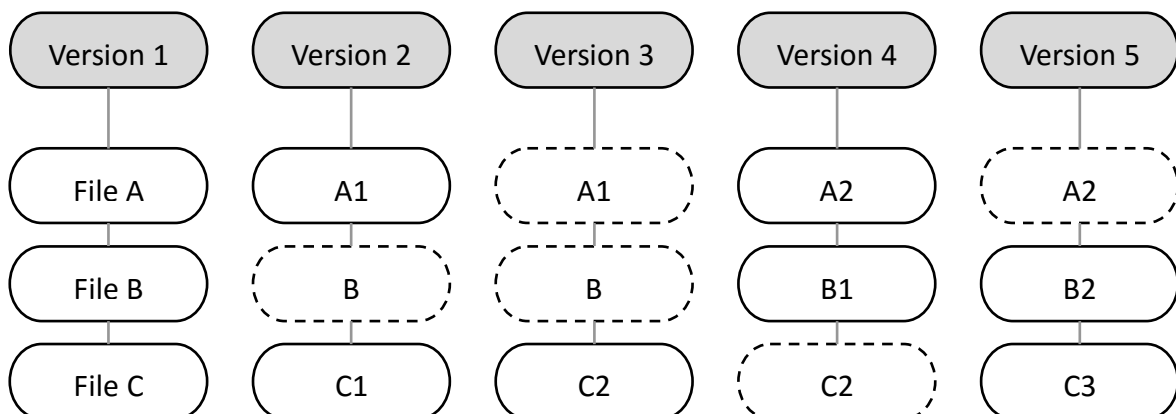 Version 1 Version 2 Version 3 Version 4 Version 5
File A A1 A1 A2 A2
File B B B B1 B2
File C C1 C2 C2 C3